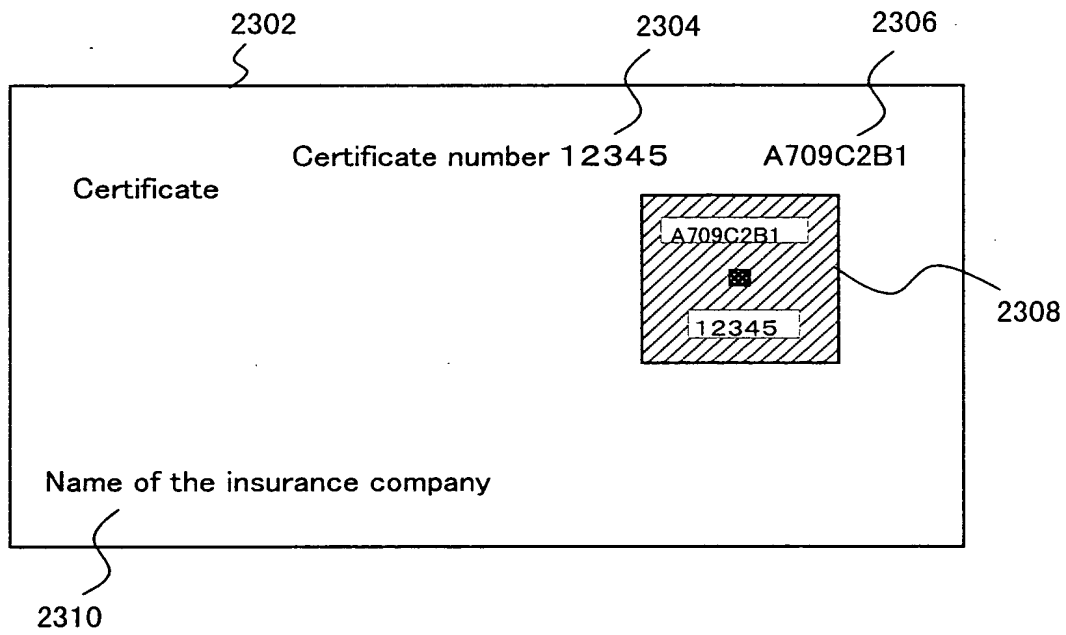 2302
2304
2306
Certificate number 12345
A709C2B1
Certificate
A709C2B1
12345
2308
Name of the insurance company
2310